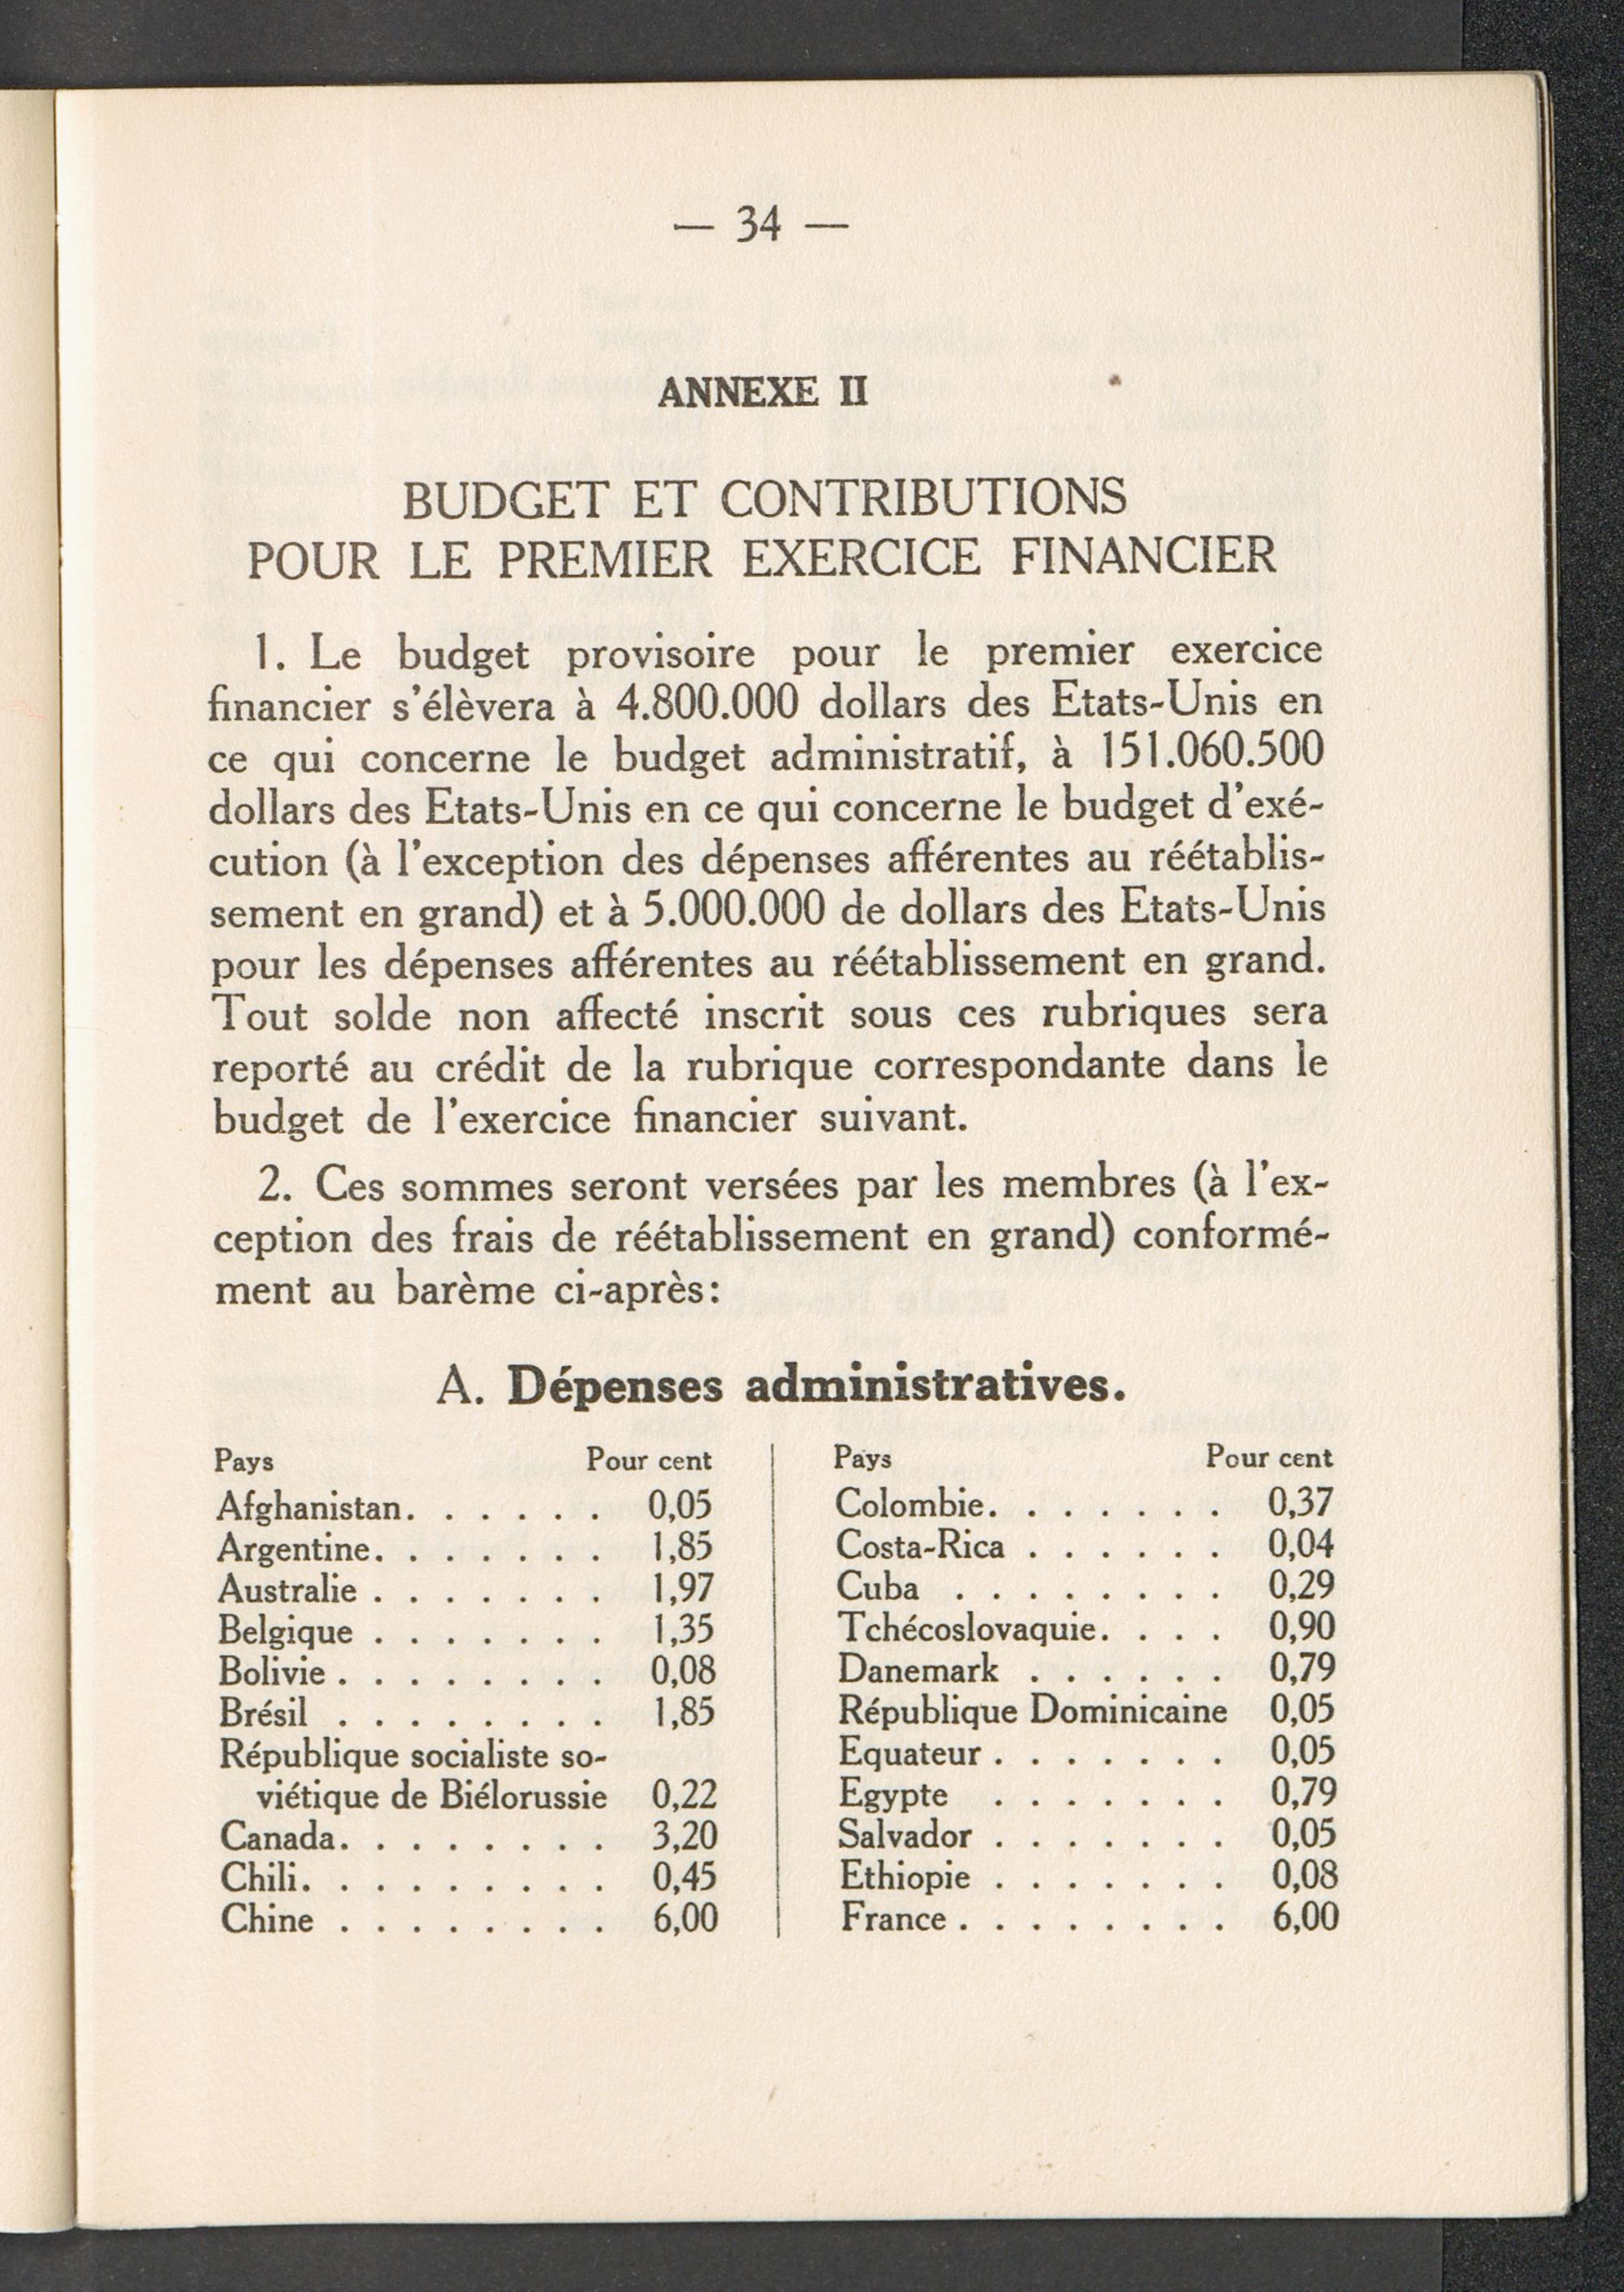 — 34 —
ANNEXE II
BUDGET ET CONTRIBUTIONS
POUR LE PREMIER EXERCICE FINANCIER
1. Le budget provisoire pour le premier exercice
financier s'élèvera à 4.800.000 dollars des Etats-Unis en
ce qui concerne le budget administratif, à 151.060.500
dollars des Etats-Unis en ce qui concerne le budget d'exé-
cution (à l'exception des dépenses afférentes au réétablis-
sement en grand) et à 5.000.000 de dollars des Etats-Unis
pour les dépenses afférentes au réétablissement en grand.
Tout solde non affecté inscrit sous ces rubriques sera
reporté au crédit de la rubrique correspondante dans le
budget de l'exercice financier suivant.
2. Ces sommes seront versées par les membres (à l'ex-
ception des frais de réétablissement en grand) conformé-
ment au barème ci-après:
A. Dépenses administratives.
Pays Pour cent
Afghanistan. . . . . . 0,05
Argentine. . . . . . . 1,85
Australie . . . . . . . 1,97
Belgique . . . . . . . 1,35
Bolivie . . . . . . . . 0,08
Brésil . . . . . . . . 1,85
République socialiste so-
viétique de Biélorussie 0,22
Canada. . . . . . . . 3,20
Chili. . . . . . . . . 0,45
Chine . . . . . . . . 6,00
Pays Pour cent
Colombie. . . . . . . 0,37
Costa-Rica . . . . . . 0,04
Cuba . . . . . . . . 0,29
Tchécoslovaquie. . . . 0,90
Danemark . . . . . . 0,79
République Dominicaine 0,05
Equateur . . . . . . . 0,05
Egypte . . . . . . . 0,79
Salvador . . . . . . . 0,05
Ethiopie . . . . . . . 0,08
France . . . . . . . . 6,00